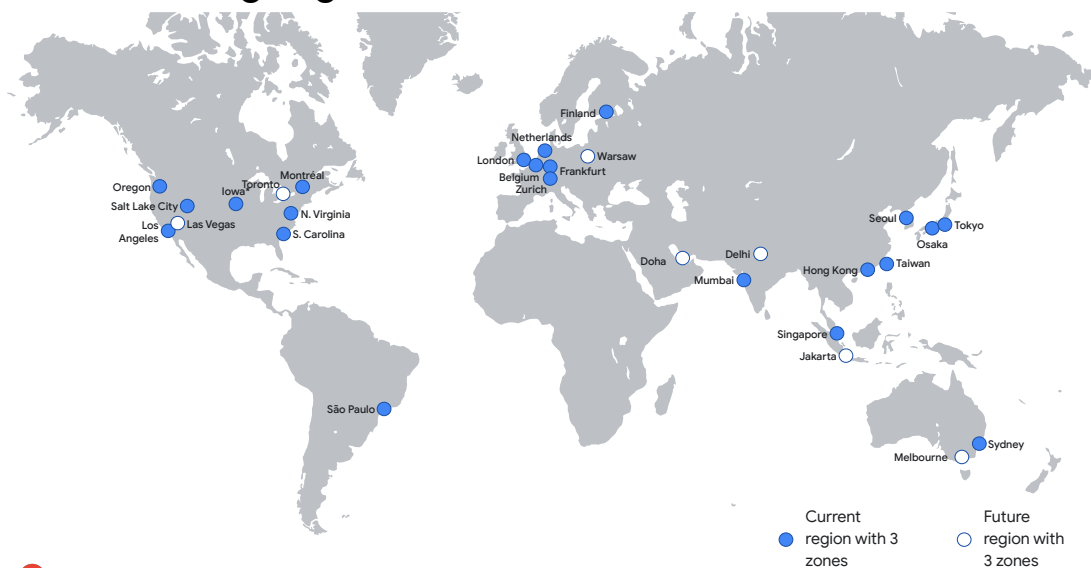 Finland
Netherlands
London
Warsaw
Belgium
Frankfurt
Zurich
Montréal
Toronto
Oregon
Iowa*
Salt Lake City
N. Virginia
Los
Angeles
Las Vegas
S. Carolina
Seoul
Tokyo
Osaka
Doha
Delhi
Taiwan
Hong Kong
Mumbai
Singapore
Jakarta
São Paulo
Sydney
Melbourne
Current
region with 3
zones
Future
region with
3 zones